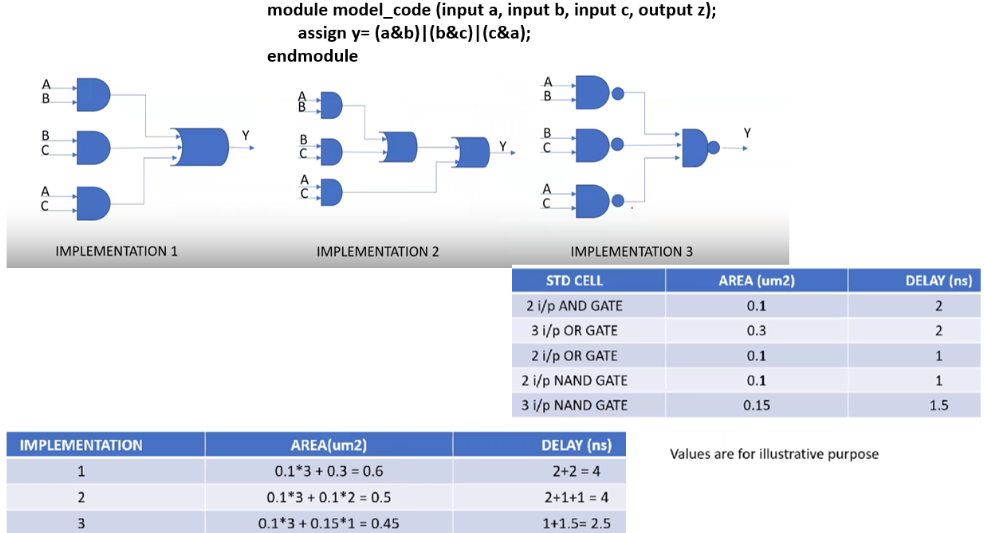 module model_code (input a, input b, input c, output z);
assign y= (a&b)|(b&c)|(c&a);
endmodule
A
B
B
C
A
C
Y
IMPLEMENTATION 1
A
B
B
C
A
C
Y
IMPLEMENTATION 2
A
B
B
C
A
C
Y
IMPLEMENTATION 3
STD CELL AREA (um2) DELAY (ns)
2 i/p AND GATE 0.1 2
3 i/p OR GATE 0.3 2
2 i/p OR GATE 0.1 1
2 i/p NAND GATE 0.1 1
3 i/p NAND GATE 0.15 1.5
IMPLEMENTATION AREA(um2) DELAY (ns)
1 0.1*3 + 0.3 = 0.6 2+2 = 4
2 0.1*3 + 0.1*2 = 0.5 2+1+1 = 4
3 0.1*3 + 0.15*1 = 0.45 1+1.5= 2.5
Values are for illustrative purpose